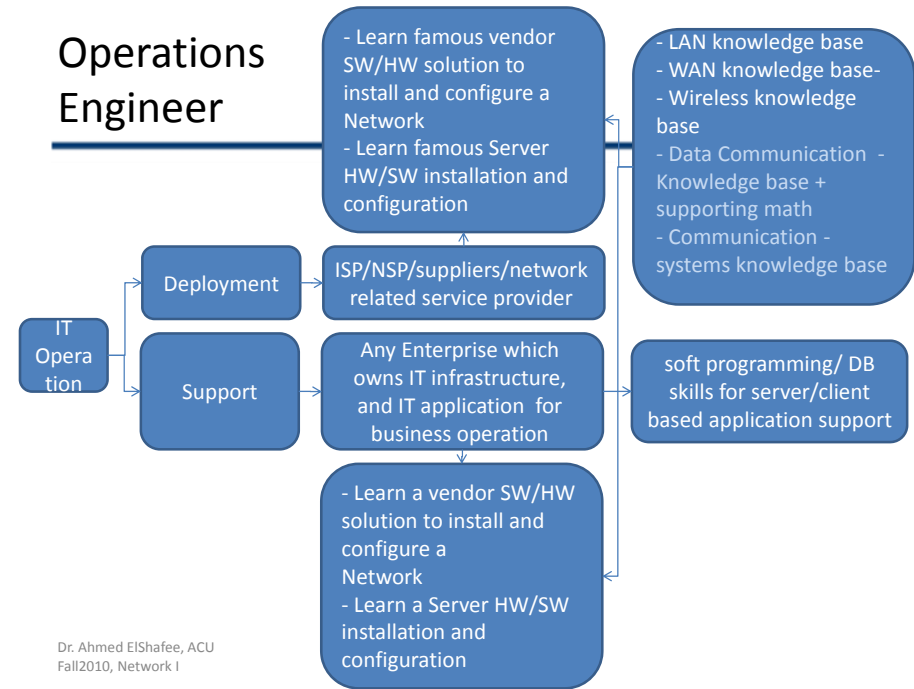 Operations
Engineer
- Learn famous vendor
SW/HW solution to
install and configure a
Network
- Learn famous Server
HW/SW installation and
configuration
- LAN knowledge base
- WAN knowledge base-
- Wireless knowledge
base
- Data Communication -
Knowledge base +
supporting math
- Communication -
systems knowledge base
Deployment
ISP/NSP/suppliers/network
related service provider
IT
Opera
tion
Support
Any Enterprise which
owns IT infrastructure,
and IT application for
business operation
soft programming/ DB
skills for server/client
based application support
- Learn a vendor SW/HW
solution to install and
configure a
Network
- Learn a Server HW/SW
installation and
configuration
Dr. Ahmed ElShafee, ACU
Fall2010, Network I